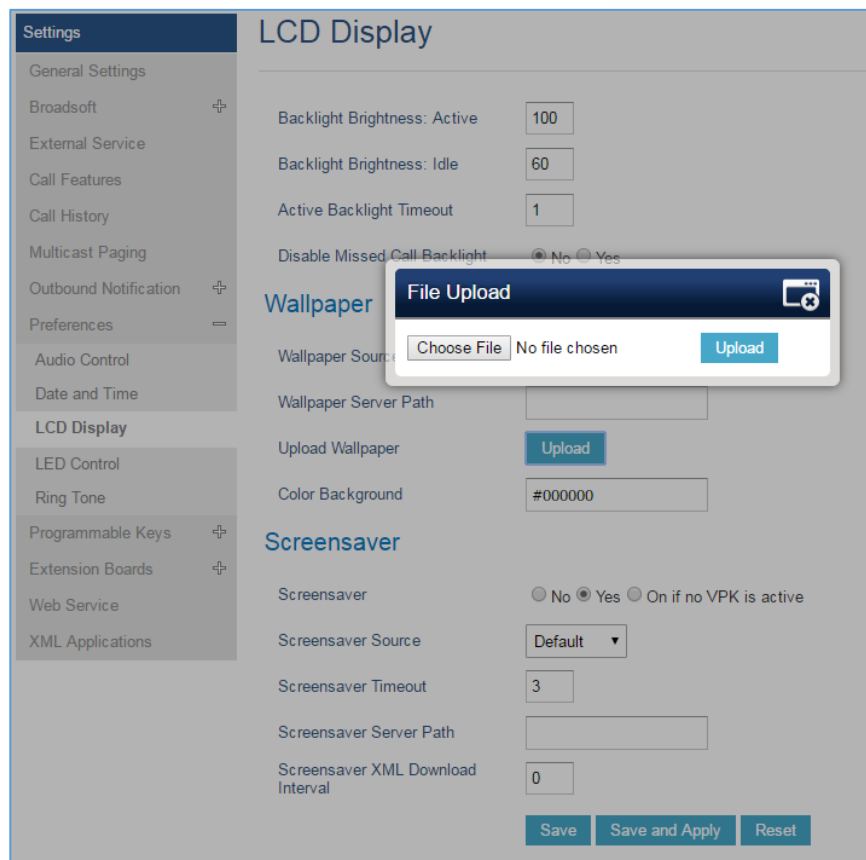 Settings
General Settings
Broadsoft
External Service
Call Features
Call History
Multicast Paging
Outbound Notification
Preferences
Audio Control
Date and Time
LCD Display
LED Control
Ring Tone
Programmable Keys
Extension Boards
Web Service
XML Applications
LCD Display
Backlight Brightness: Active 100
Backlight Brightness: Idle 60
Active Backlight Timeout 1
Disable Missed Call Backlight No Yes
File Upload
Choose File No file chosen Upload
Wallpaper
Wallpaper Source
Wallpaper Server Path
Upload Wallpaper Upload
Color Background #000000
Screensaver
Screensaver No Yes On if no VPK is active
Screensaver Source Default
Screensaver Timeout 3
Screensaver Server Path
Screensaver XML Download
Interval 0
Save Save and Apply Reset